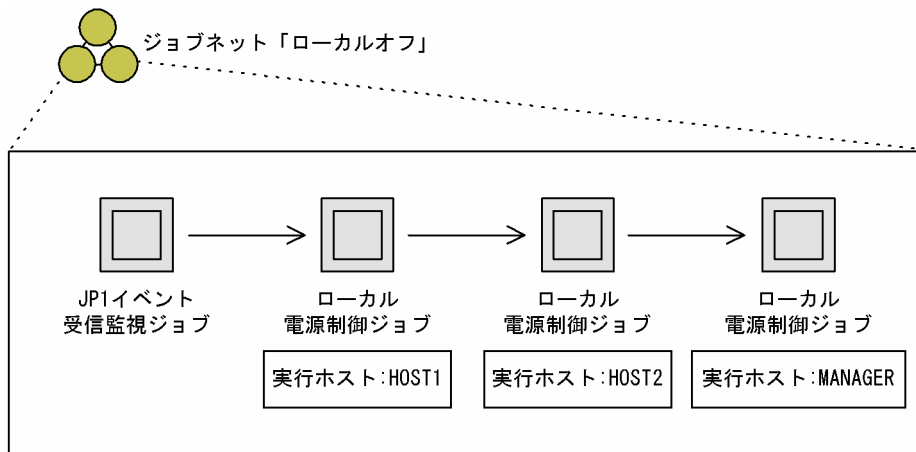 ジョブネット「ローカルオフ」
JP1イベント
受信監視ジョブ
ローカル
電源制御ジョブ
実行ホスト:HOST1
ローカル
電源制御ジョブ
実行ホスト:HOST2
ローカル
電源制御ジョブ
実行ホスト:MANAGER